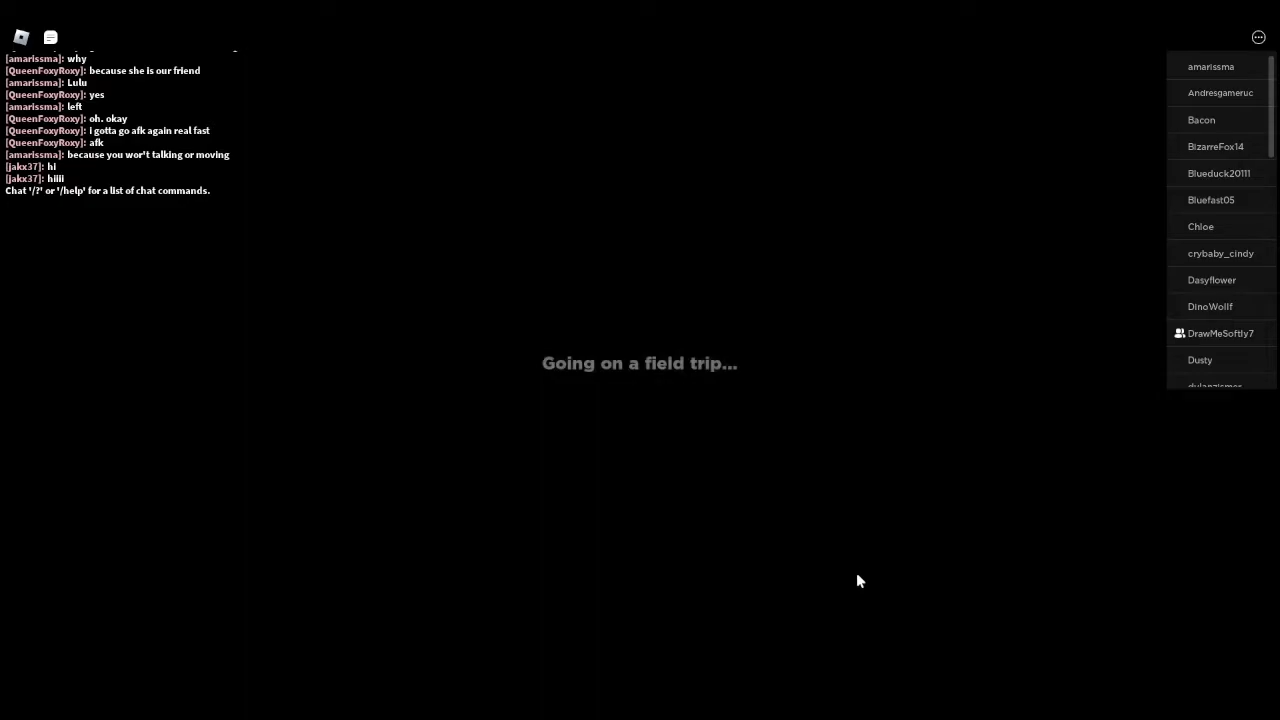 [amarissma]: why
[QueenFoxyRoxy]: because she is our friend
[amarissma]: Lulu
[QueenFoxyRoxy]: yes
[amarissma]: left
[QueenFoxyRoxy]: oh. okay
[QueenFoxyRoxy]: I gotta go afk again real fast
[QueenFoxyRoxy]: afk
[amarissma]: because you wor't talking or moving
[jakx37]: hi
[jakx37]: hiiii
Chat '/?' or '/help' for a list of chat commands.
Going on a field trip...
amarissma
Andresgameruc
Bacon
BizarreFox14
Blueduck20111
Bluefast05
Chloe
crybaby_cindy
Dasyflower
DinoWollf
DrawMeSoftly7
Dusty